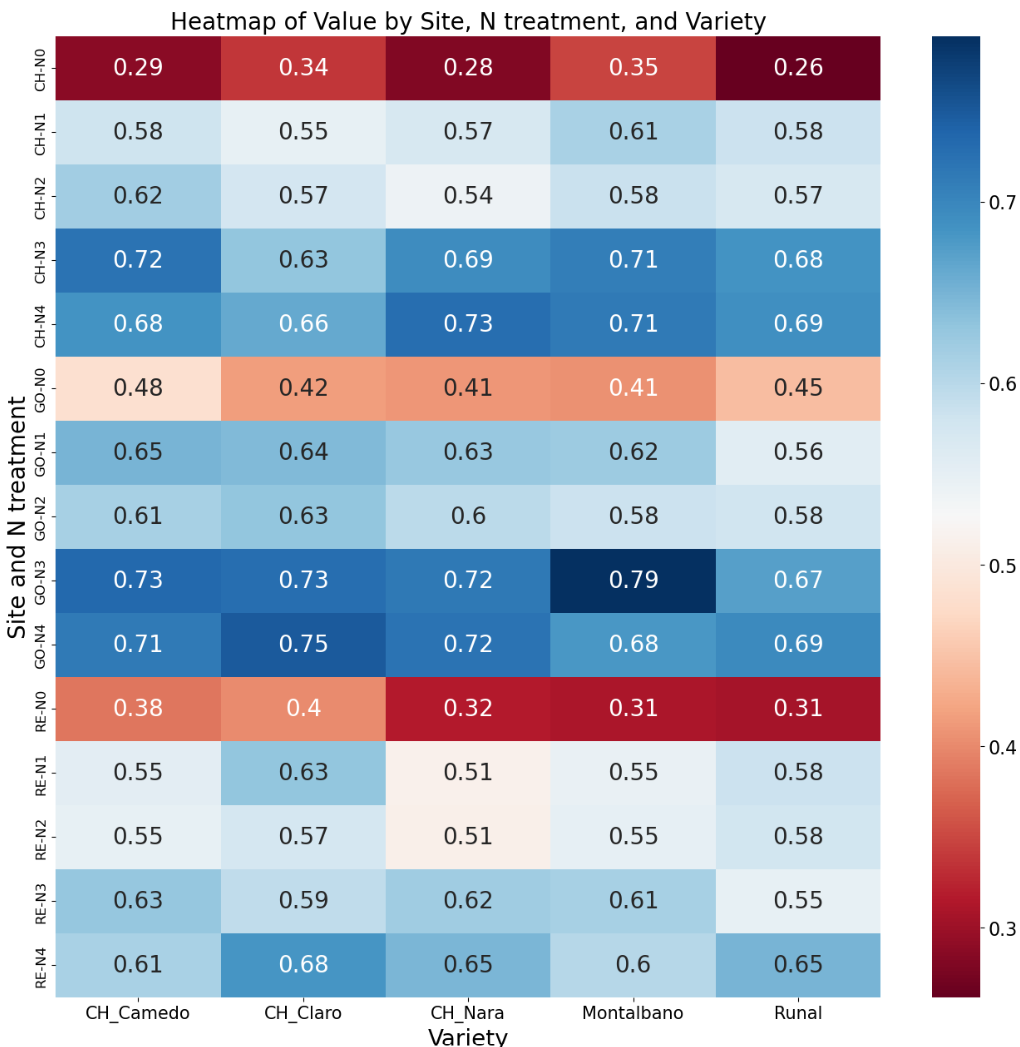 Heatmap of Value by Site, N treatment, and Variety
CH-N0 0.29 0.34 0.28 0.35 0.26
CH-N1 0.58 0.55 0.57 0.61 0.58
CH-N2 0.62 0.57 0.54 0.58 0.57
CH-N3 0.72 0.63 0.69 0.71 0.68
CH-N4 0.68 0.66 0.73 0.71 0.69
GO-N0 0.48 0.42 0.41 0.41 0.45
GO-N1 0.65 0.64 0.63 0.62 0.56
GO-N2 0.61 0.63 0.6 0.58 0.58
GO-N3 0.73 0.73 0.72 0.79 0.67
GO-N4 0.71 0.75 0.72 0.68 0.69
RE-N0 0.38 0.4 0.32 0.31 0.31
RE-N1 0.55 0.63 0.51 0.55 0.58
RE-N2 0.55 0.57 0.51 0.55 0.58
RE-N3 0.63 0.59 0.62 0.61 0.55
RE-N4 0.61 0.68 0.65 0.6 0.65
CH_Camedo CH_Claro CH_Nara Montalbano Runal
Variety
Site and N treatment
0.7
0.6
0.5
0.4
0.3